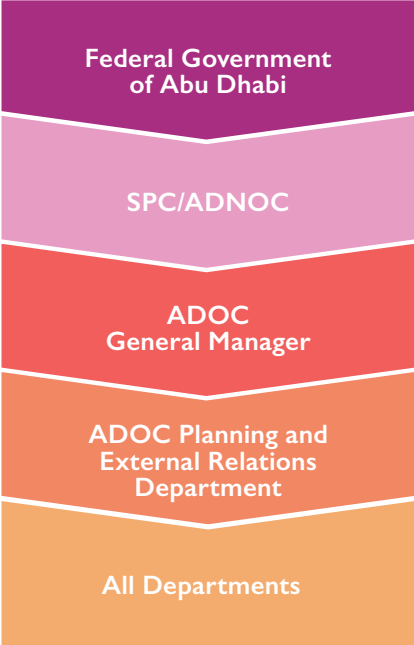 Federal Government
of Abu Dhabi
SPC/ADNOC
ADOC
General Manager
ADOC Planning and
External Relations
Department
All Departments